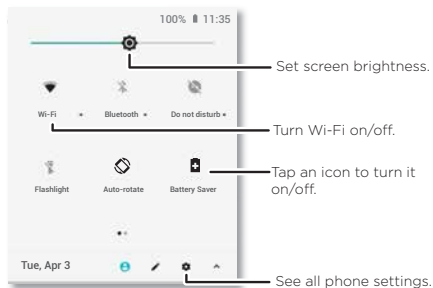 100% 11:35
Set screen brightness.
Wi-Fi Bluetooth Do not disturb
Turn Wi-Fi on/off.
Flashlight Auto-rotate Battery Saver
Tap an icon to turn it
on/off.
Tue, Apr 3
See all phone settings.